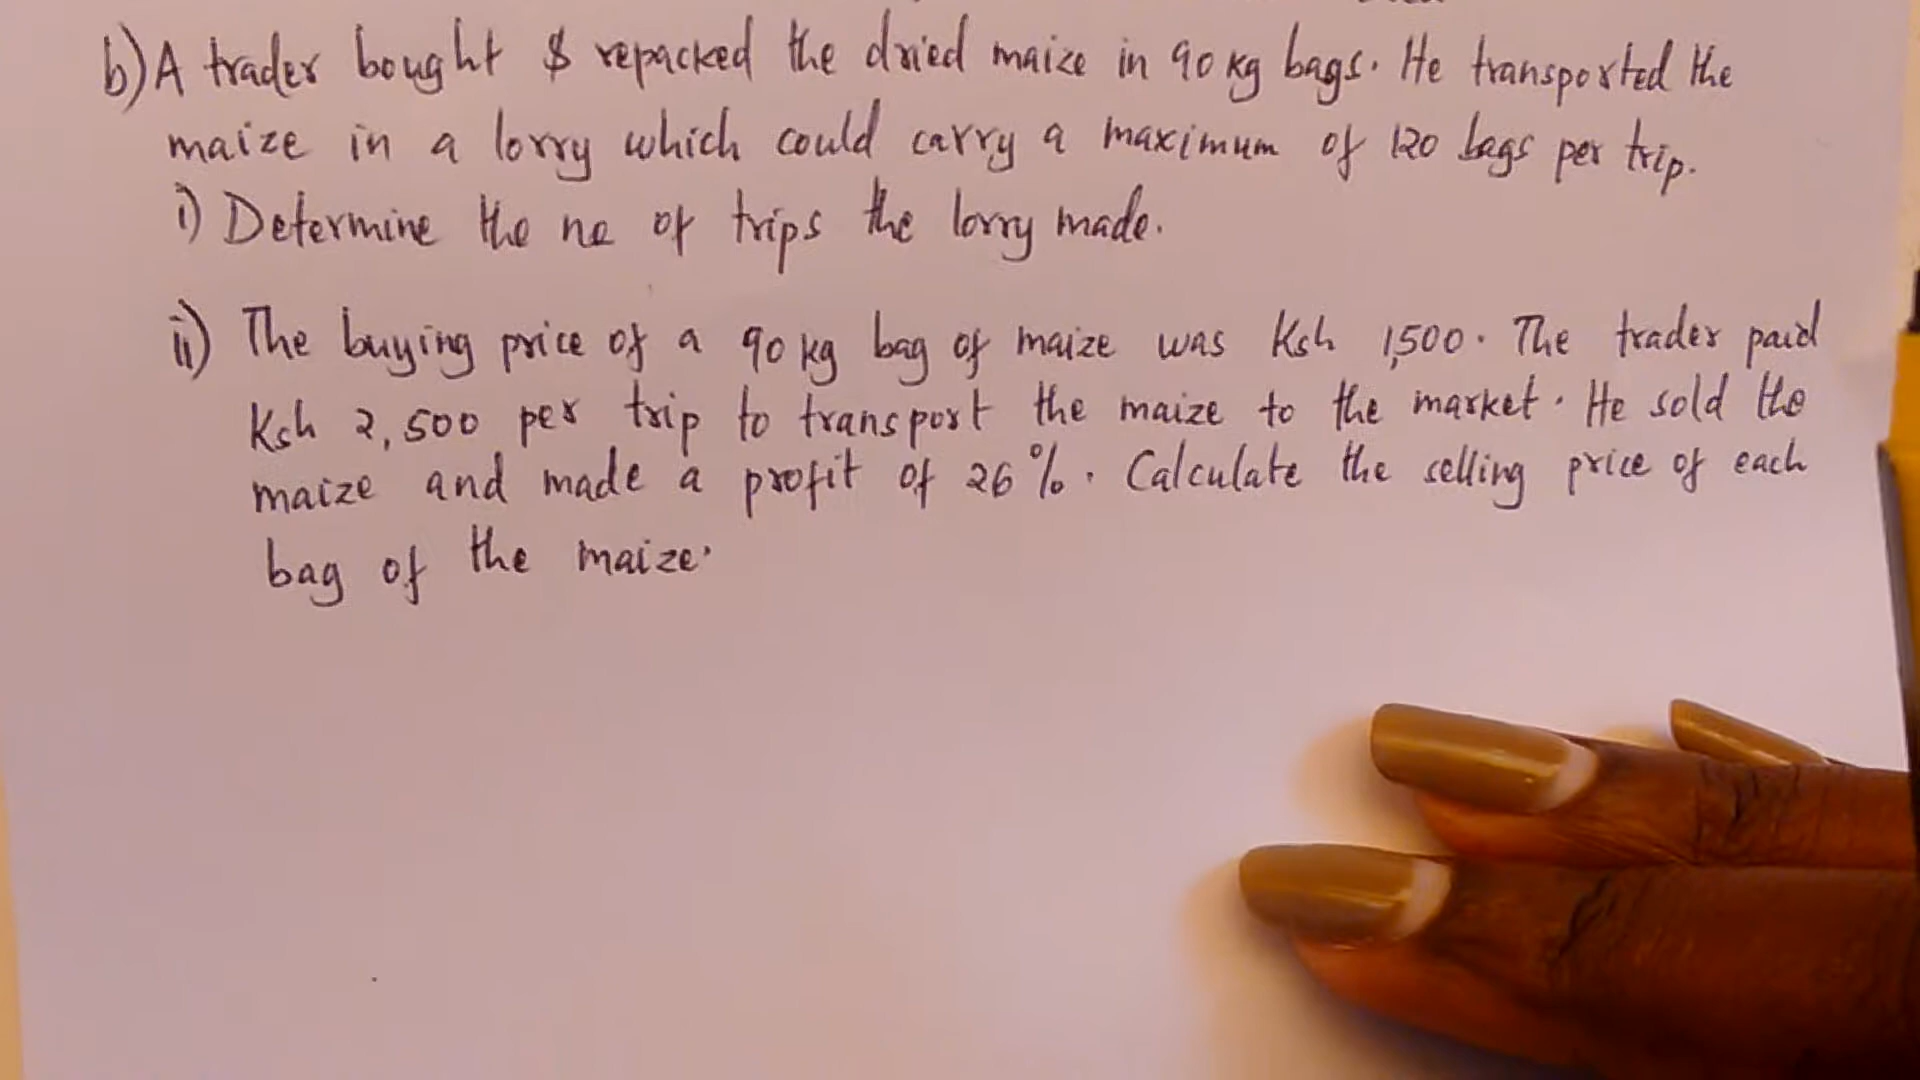 b) A trader bought & repacked the dried maize in 90 kg bags. He transported the
maize in a lorry which could carry a maximum of 120 bags per trip.
i) Determine the no of trips the lorry made.
ii) The buying price of a 90 kg bag of maize was Ksh 1,500. The trader paid
Ksh 2,500 per trip to transport the maize to the market. He sold the
maize and made a profit of 26%. Calculate the selling price of each
bag of the maize.